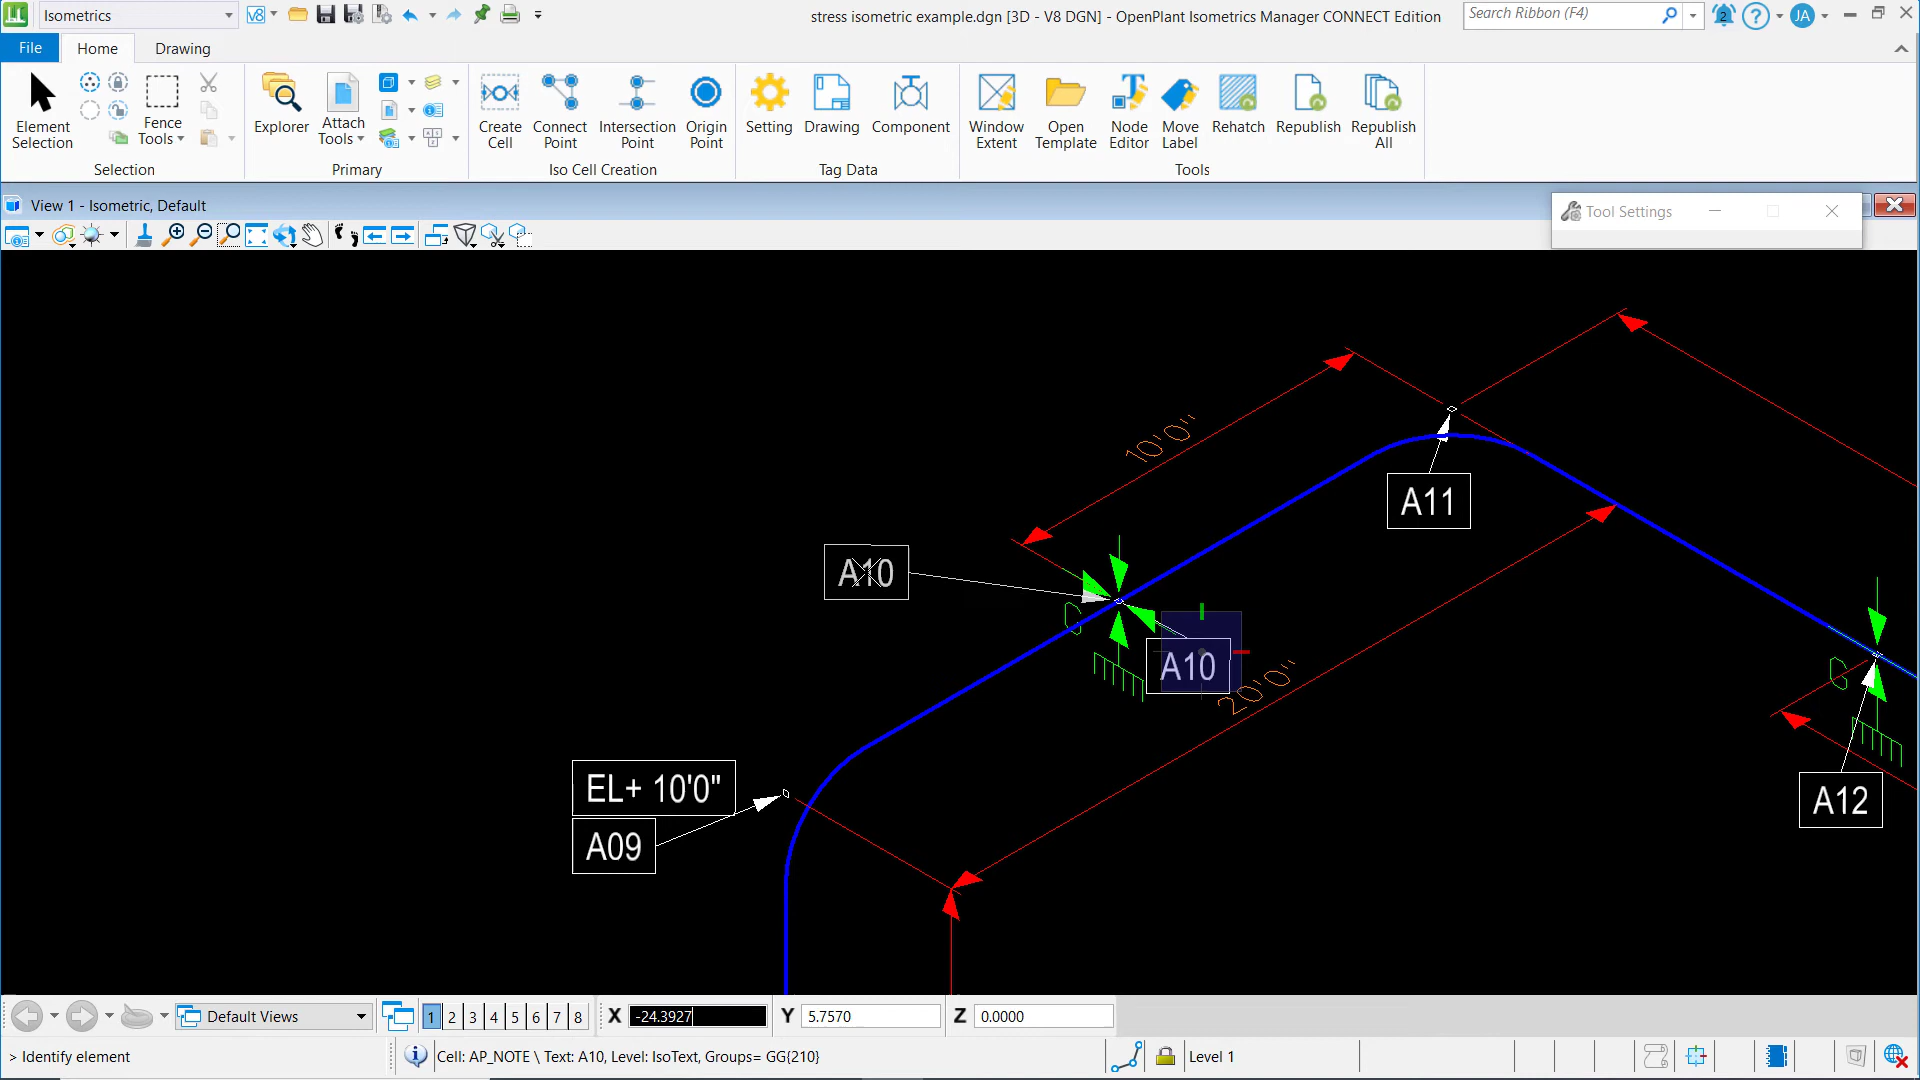 Isometrics
V8
stress isometric example.dgn [3D - V8 DGN] - OpenPlant Isometrics Manager CONNECT Edition
Search Ribbon (F4)
2
?
JA
File
Home
Drawing
Element Selection
Fence Tools
Explorer
Attach Tools
Create Cell
Connect Point
Intersection Point
Origin Point
Setting
Drawing
Component
Window Extent
Open Template
Node Editor
Move Label
Rehatch
Republish
Republish All
Selection
Primary
Iso Cell Creation
Tag Data
Tools
View 1 - Isometric, Default
Tool Settings
10'0"
A11
A10
G
A10
20'0"
G
EL+ 10'0"
A09
A12
Default Views
1 2 3 4 5 6 7 8
X -24.3927
Y 5.7570
Z 0.0000
> Identify element
Cell: AP_NOTE \ Text: A10, Level: IsoText, Groups= GG{210}
Level 1